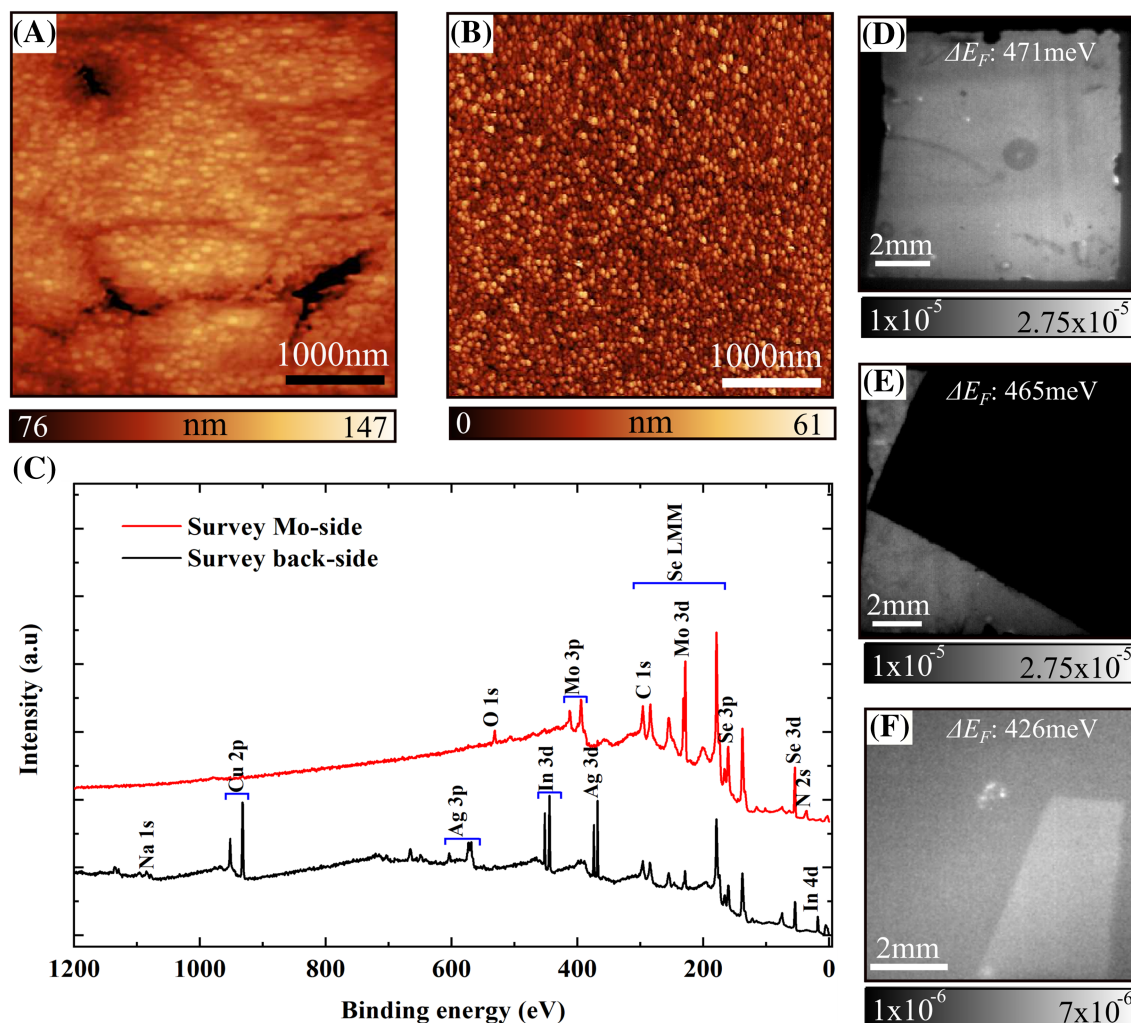 (A)
1000nm
76 nm 147
(B)
1000nm
0 nm 61
(C)
Survey Mo-side
Survey back-side
Intensity (a.u)
Na 1s
Cu 2p
O 1s
Ag 3p
Mo 3p
In 3d
Ag 3d
Se LMM
C 1s
Mo 3d
Se 3p
Se 3d
N 2s
In 4d
1200 1000 800 600 400 200 0
Binding energy (eV)
(D)
ΔE_F: 471meV
2mm
1x10⁻⁵ 2.75x10⁻⁵
(E)
ΔE_F: 465meV
2mm
1x10⁻⁵ 2.75x10⁻⁵
(F)
ΔE_F: 426meV
2mm
1x10⁻⁶ 7x10⁻⁶